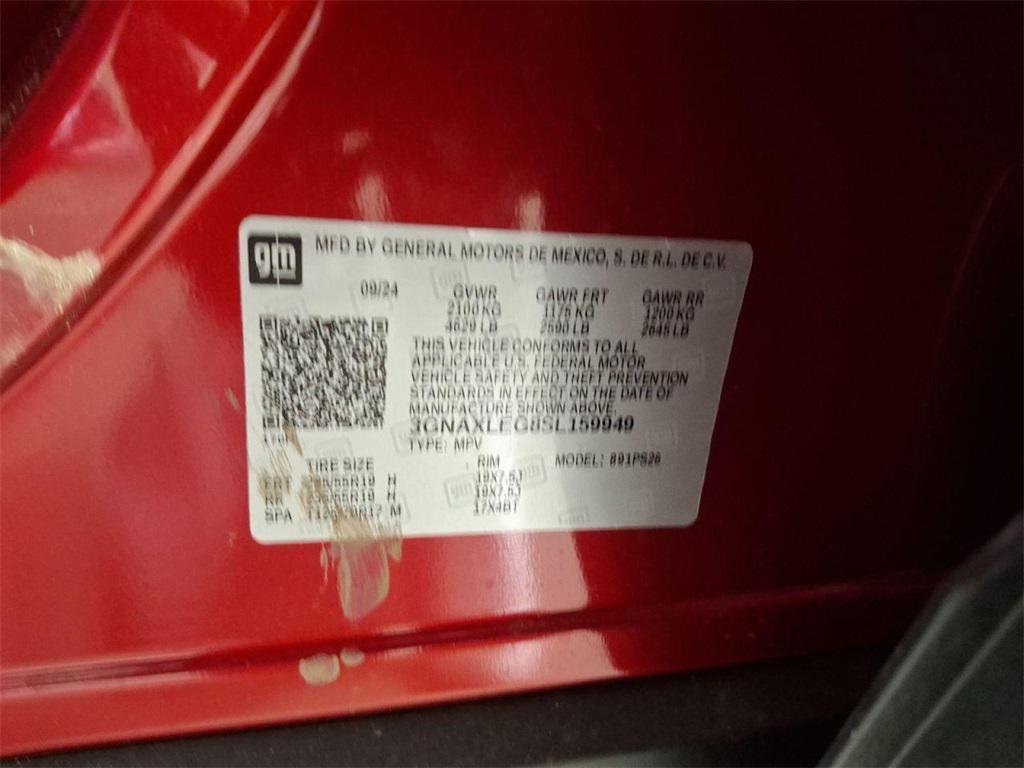 gm
MFD BY GENERAL MOTORS DE MEXICO, S. DE R.L. DE C.V.
09/24 GVWR GAWR FRT GAWR RR
2100 KG 1175 KG 1200 KG
4629 LB 2590 LB 2645 LB
THIS VEHICLE CONFORMS TO ALL
APPLICABLE U.S. FEDERAL MOTOR
VEHICLE SAFETY AND THEFT PREVENTION
STANDARDS IN EFFECT ON THE DATE OF
MANUFACTURE SHOWN ABOVE.
3GNAXLEG8SL159949
TYPE: MPV
TIRE SIZE RIM MODEL: 891PS26
FRT H 19X7.5J
RR 19X7.5J
SPA M 17X4BT